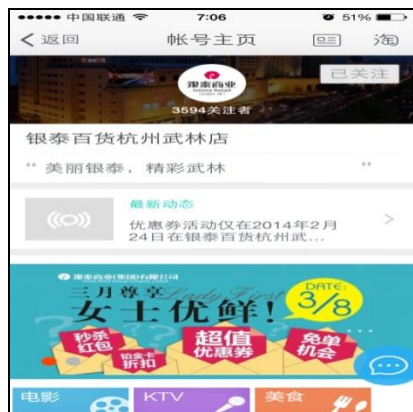 中国联通 7:06 51%
返回 帐号主页 淘
银泰商业
已关注
3594关注者
银泰百货杭州武林店
“ 美丽银泰，精彩武林 ”
最新动态
优惠券活动仅在2014年2月
24日在银泰百货杭州武...
银泰商业(集团)有限公司
三月尊享 Lady First
女士优鲜!
DATE:
3/8
秒杀
红包
铂金卡
折扣
超值
优惠券
免单
机会
电影 KTV 美食